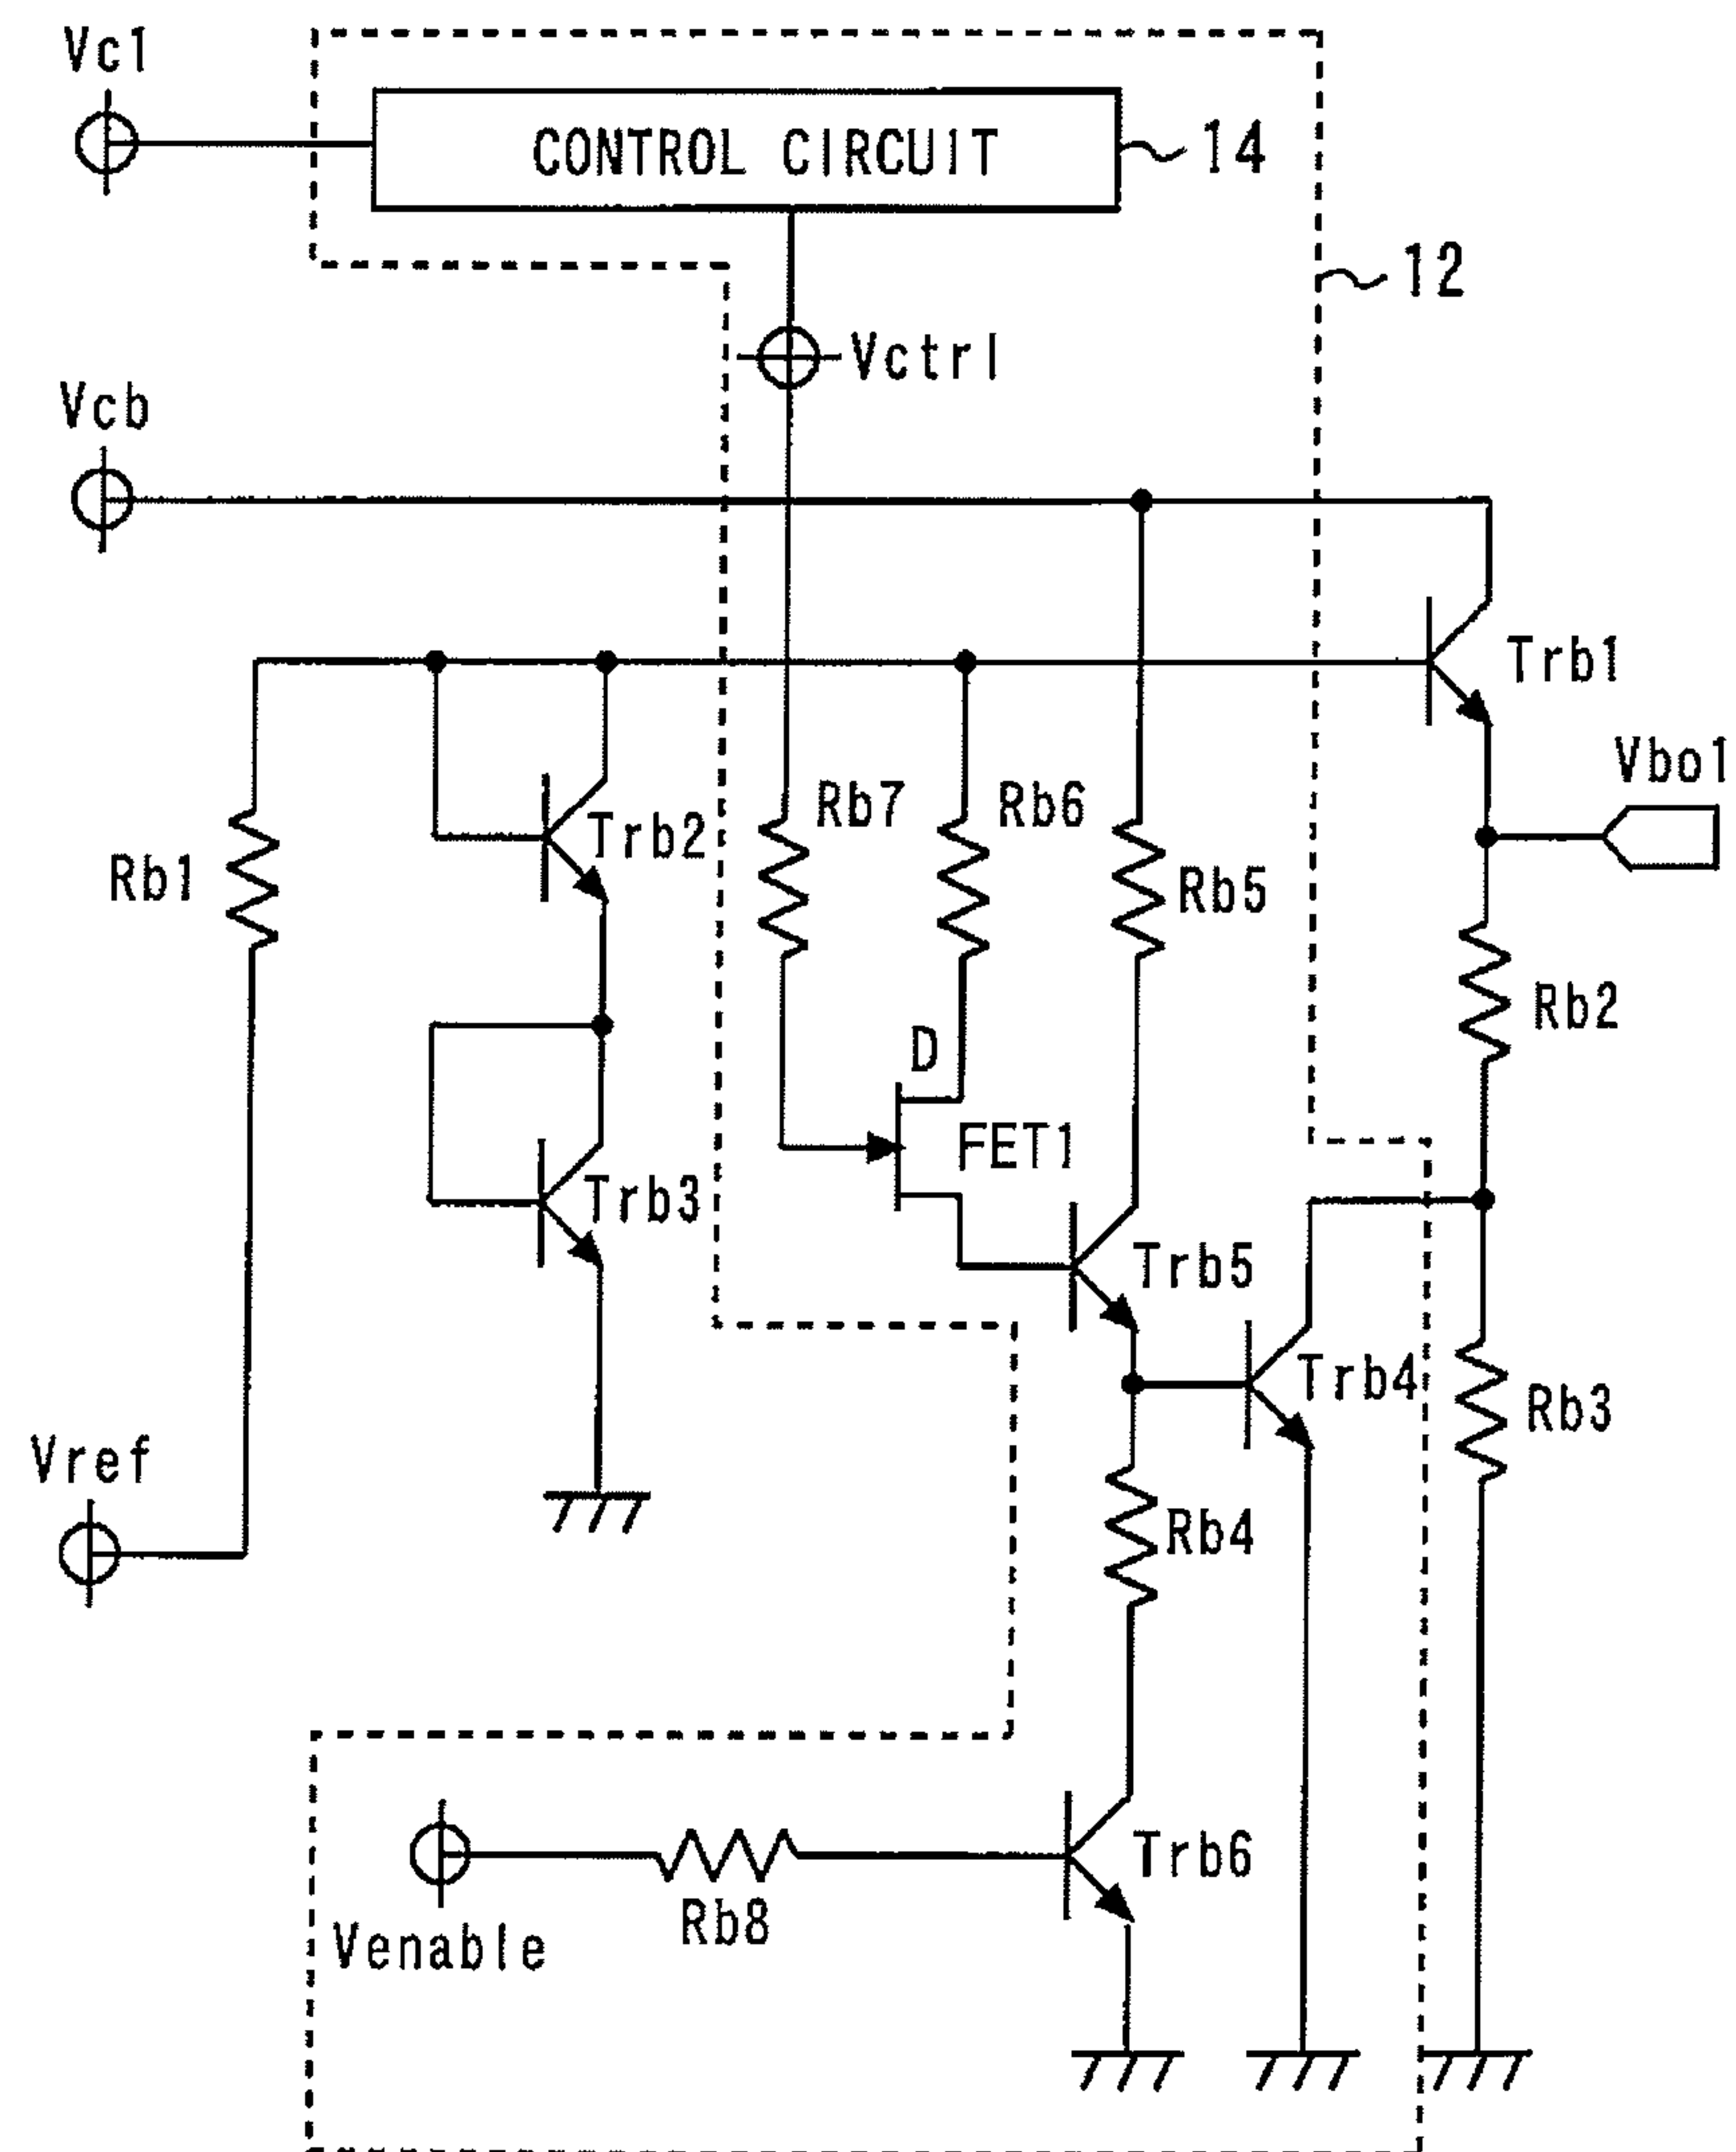 Vc1
CONTROL CIRCUIT
14
12
Vctrl
Vcb
Trb1
Vbo1
Rb7
Rb6
Trb2
Rb1
Rb5
Rb2
D
FET1
Trb3
Trb5
Trb4
Rb3
Vref
Rb4
Trb6
Rb8
Venable